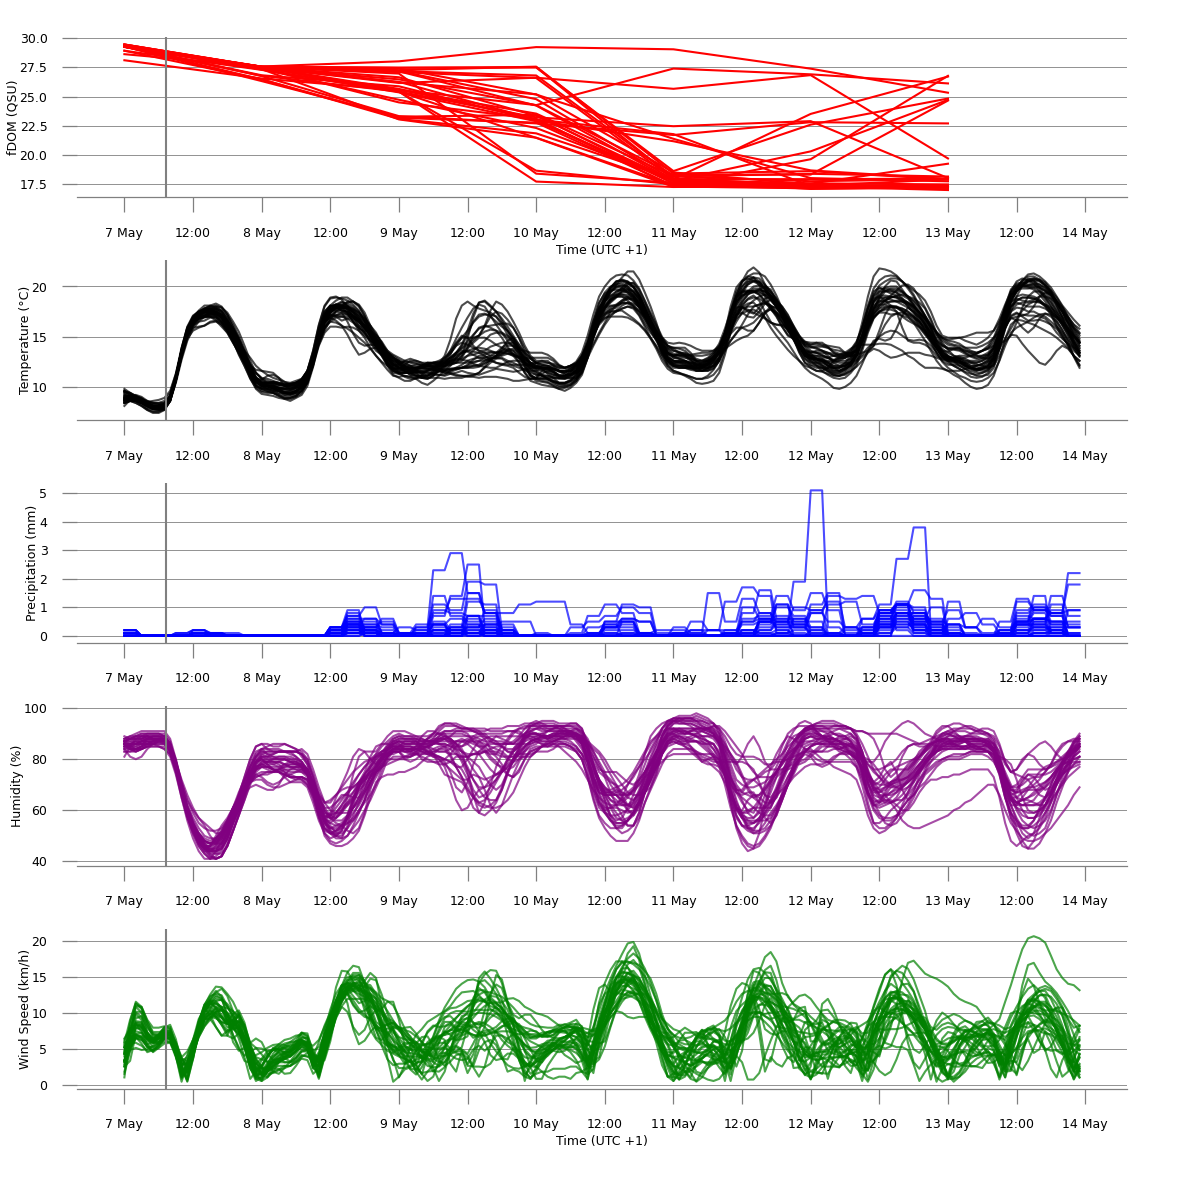 30.0
27.5
25.0
22.5
20.0
17.5
fDOM (QSU)
7 May 12:00 8 May 12:00 9 May 12:00 10 May 12:00 11 May 12:00 12 May 12:00 13 May 12:00 14 May
Time (UTC +1)
20
15
10
Temperature (°C)
7 May 12:00 8 May 12:00 9 May 12:00 10 May 12:00 11 May 12:00 12 May 12:00 13 May 12:00 14 May
5
4
3
2
1
0
Precipitation (mm)
7 May 12:00 8 May 12:00 9 May 12:00 10 May 12:00 11 May 12:00 12 May 12:00 13 May 12:00 14 May
100
80
60
40
Humidity (%)
7 May 12:00 8 May 12:00 9 May 12:00 10 May 12:00 11 May 12:00 12 May 12:00 13 May 12:00 14 May
20
15
10
5
0
Wind Speed (km/h)
7 May 12:00 8 May 12:00 9 May 12:00 10 May 12:00 11 May 12:00 12 May 12:00 13 May 12:00 14 May
Time (UTC +1)